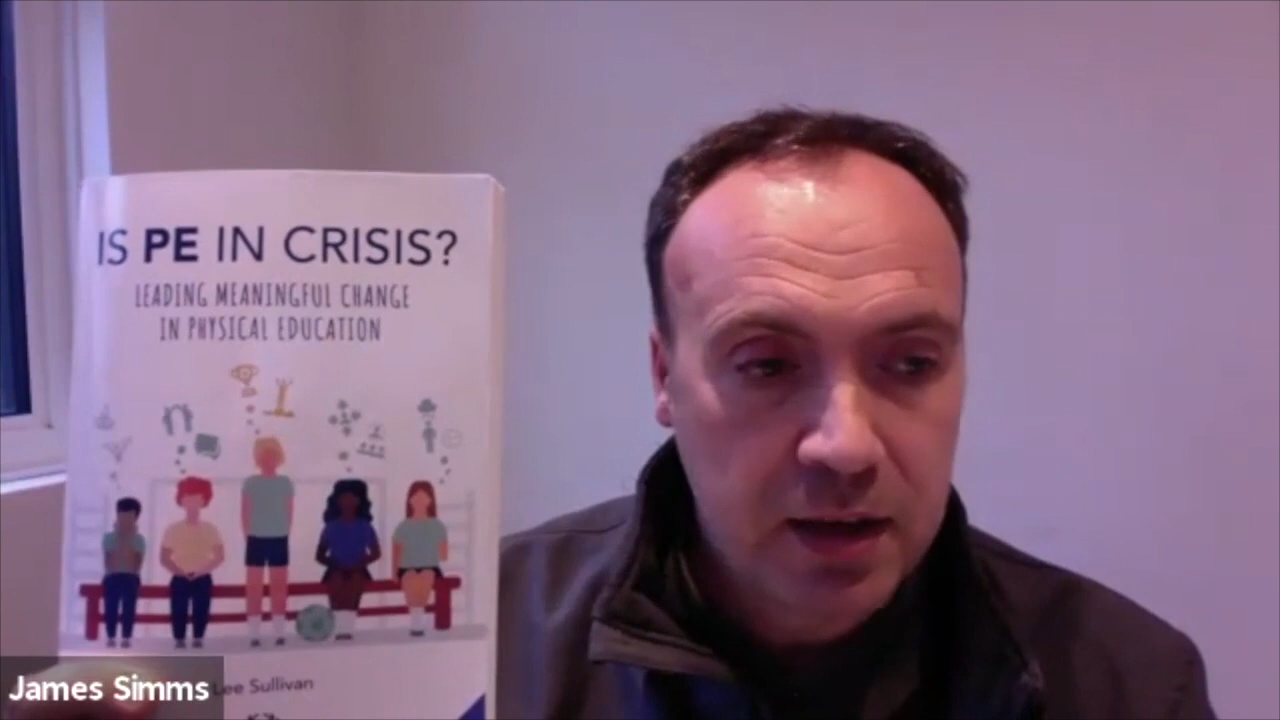 IS PE IN CRISIS?
LEADING MEANINGFUL CHANGE
IN PHYSICAL EDUCATION
Lee Sullivan
James Simms